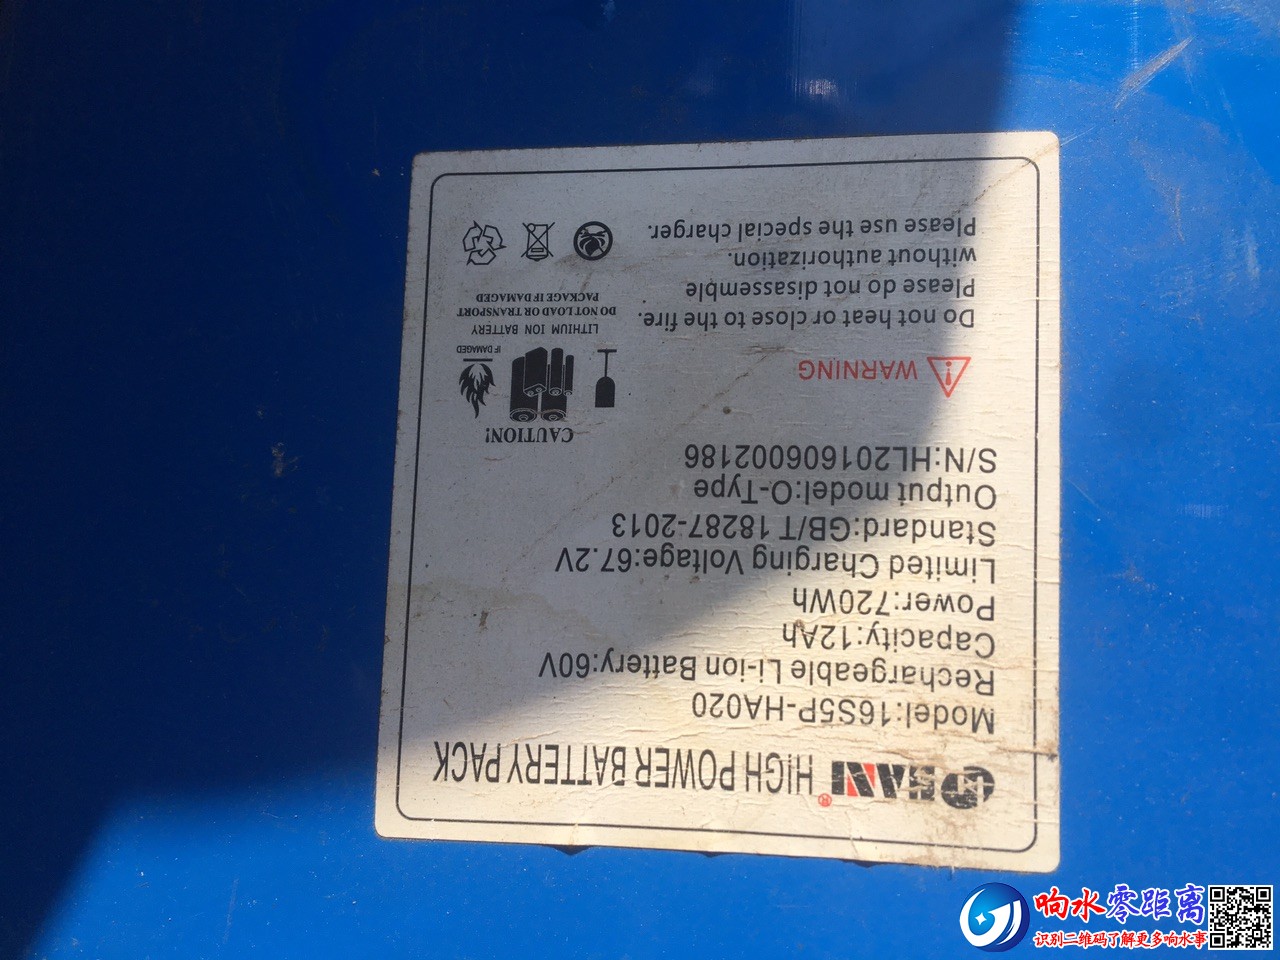 SANI® HIGH POWER BATTERY PACK
Model:16S5P-HA020
Rechargeable Li-ion Battery:60V
Capacity:12Ah
Power:720Wh
Limited Charging Voltage:67.2V
Standard:GB/T 18287-2013
Output model:O-Type
S/N:HL201606002186
WARNING
Do not heat or close to the fire.
Please do not disassemble
without authorization.
Please use the special charger.
CAUTION!
IF DAMAGED
LITHIUM ION BATTERY
DO NOT LOAD OR TRANSPORT
PACKAGE IF DAMAGED
响水零距离
识别二维码了解更多响水事